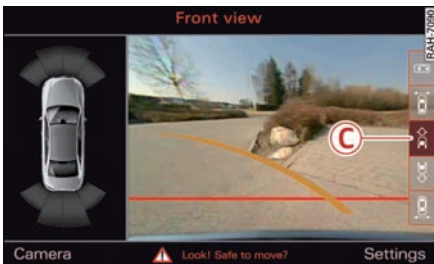 Front view
RAH-7090
C
Camera
Look! Safe to move?
Settings